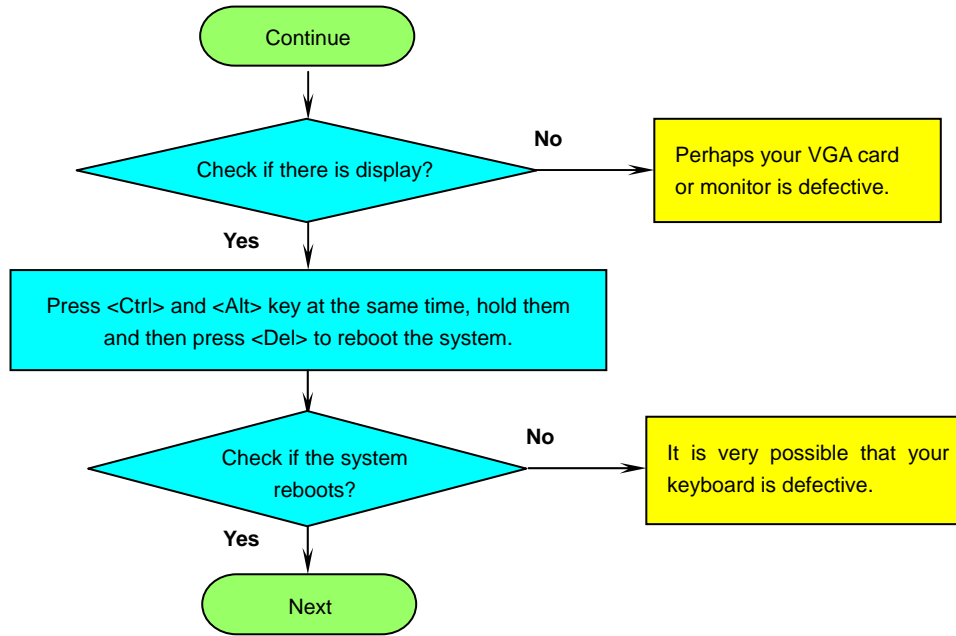 Continue
Check if there is display?
No
Perhaps your VGA card
or monitor is defective.
Yes
Press <Ctrl> and <Alt> key at the same time, hold them
and then press <Del> to reboot the system.
Check if the system
reboots?
No
It is very possible that your
keyboard is defective.
Yes
Next